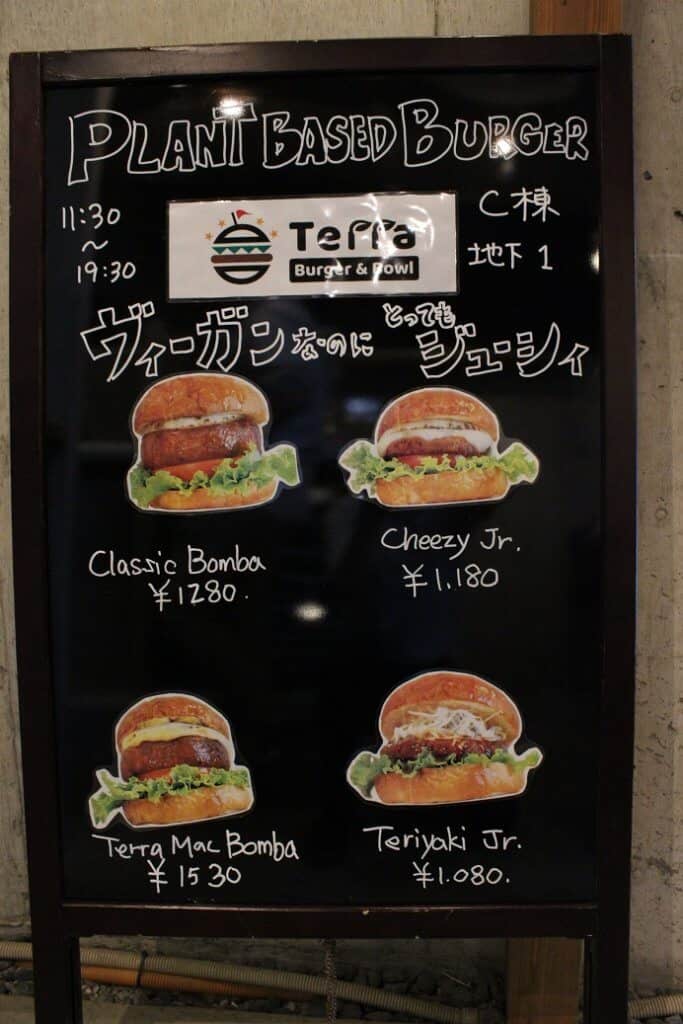 PLANT BASED BURGER
11:30
~
19:30
Terra
Burger & Bowl
C棟
地下 1
ヴィーガンなのに とっても ジューシィ
Classic Bomba
¥1280.
Cheezy Jr.
¥1.180
Terra Mac Bomba
¥1530
Teriyaki Jr.
¥1.080.